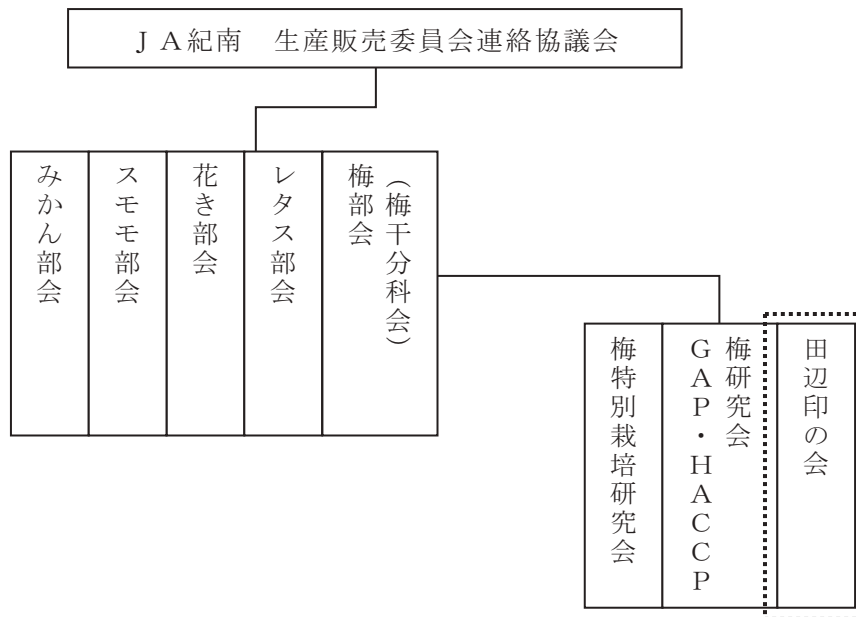 ＪＡ紀南　生産販売委員会連絡協議会
みかん部会
スモモ部会
花き部会
レタス部会
梅部会
（梅干分科会）
梅特別栽培研究会
ＧＡＰ・ＨＡＣＣＰ
梅研究会
田辺印の会